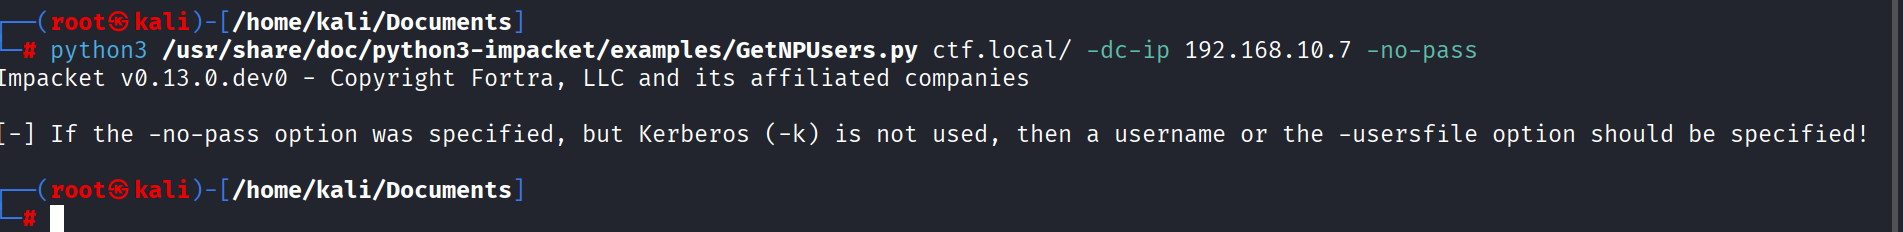 ┌──(root㉿kali)-[/home/kali/Documents]
└─# python3 /usr/share/doc/python3-impacket/examples/GetNPUsers.py ctf.local/ -dc-ip 192.168.10.7 -no-pass
Impacket v0.13.0.dev0 - Copyright Fortra, LLC and its affiliated companies
[-] If the -no-pass option was specified, but Kerberos (-k) is not used, then a username or the -usersfile option should be specified!
┌──(root㉿kali)-[/home/kali/Documents]
└─#